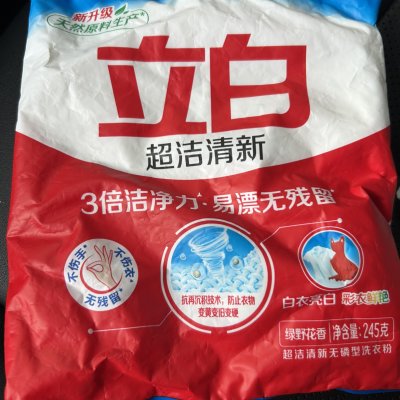 新升级
天然原料生产*
立白
超洁清新
3倍洁净力^·易漂无残留*
不伤手*
不伤衣*
无残留*
抗再沉积技术,防止衣物
变黄变旧变硬
白衣亮白 彩衣鲜艳
绿野花香 净含量:245克
超洁清新无磷型洗衣粉